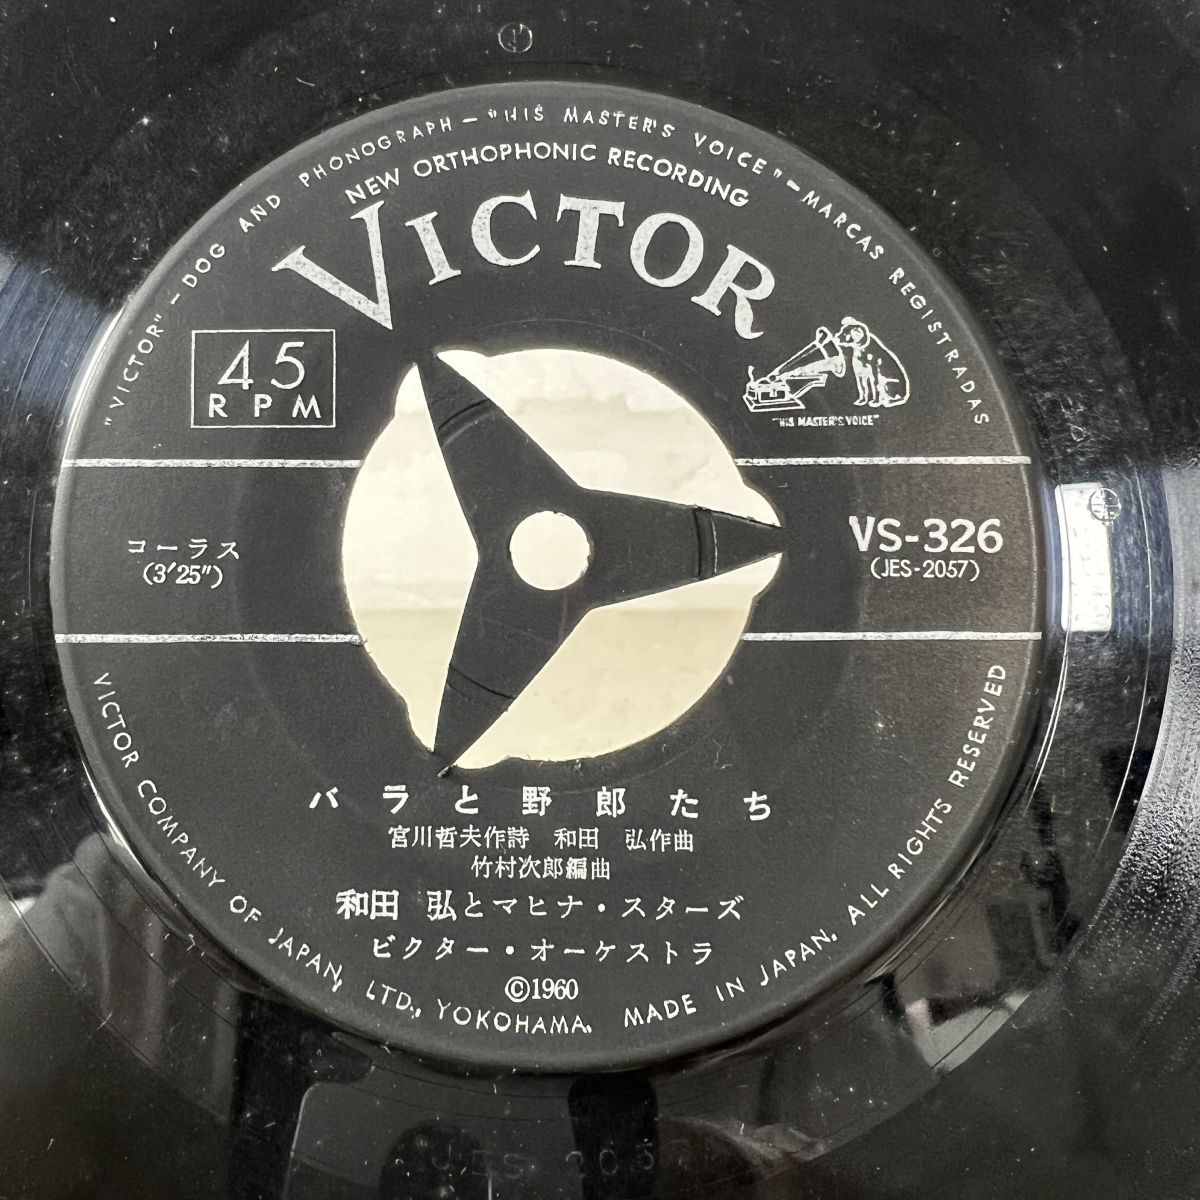 "VICTOR" – DOG AND PHONOGRAPH – "HIS MASTER'S VOICE" – MARCAS REGISTRADAS
NEW ORTHOPHONIC RECORDING
VICTOR
45
RPM
"HIS MASTER'S VOICE"
コーラス
(3′25″)
VS-326
(JES-2057)
バラと野郎たち
宮川哲夫作詩 和田 弘作曲
竹村次郎編曲
和田 弘とマヒナ・スターズ
ビクター・オーケストラ
©1960
VICTOR COMPANY OF JAPAN, LTD., YOKOHAMA. MADE IN JAPAN. ALL RIGHTS RESERVED
JES 2057